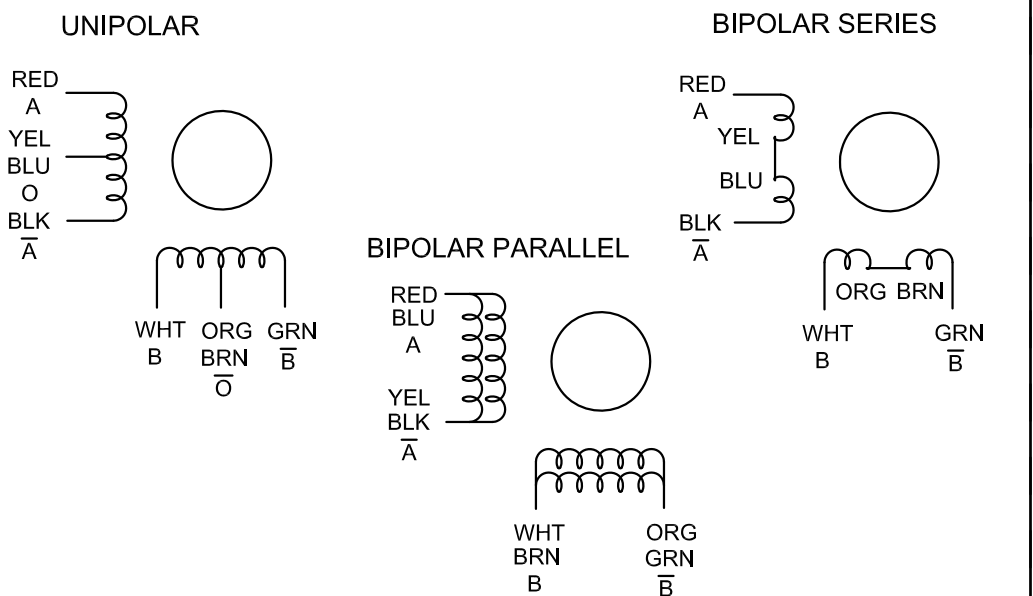 UNIPOLAR
RED
A
YEL
BLU
O
BLK
A̅
WHT
B
ORG
BRN
O̅
GRN
B̅
BIPOLAR PARALLEL
RED
BLU
A
YEL
BLK
A̅
WHT
BRN
B
ORG
GRN
B̅
BIPOLAR SERIES
RED
A
YEL
BLU
BLK
A̅
ORG BRN
WHT
B
GRN
B̅